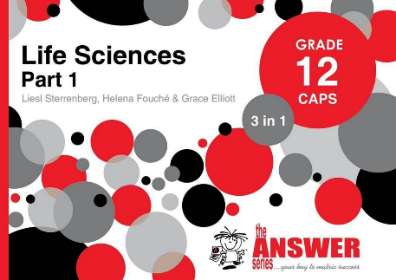 Life Sciences
Part 1
Liesl Sterrenberg, Helena Fouché & Grace Elliott
GRADE
12
CAPS
3 in 1
the
ANSWER
series ...your key to matric success